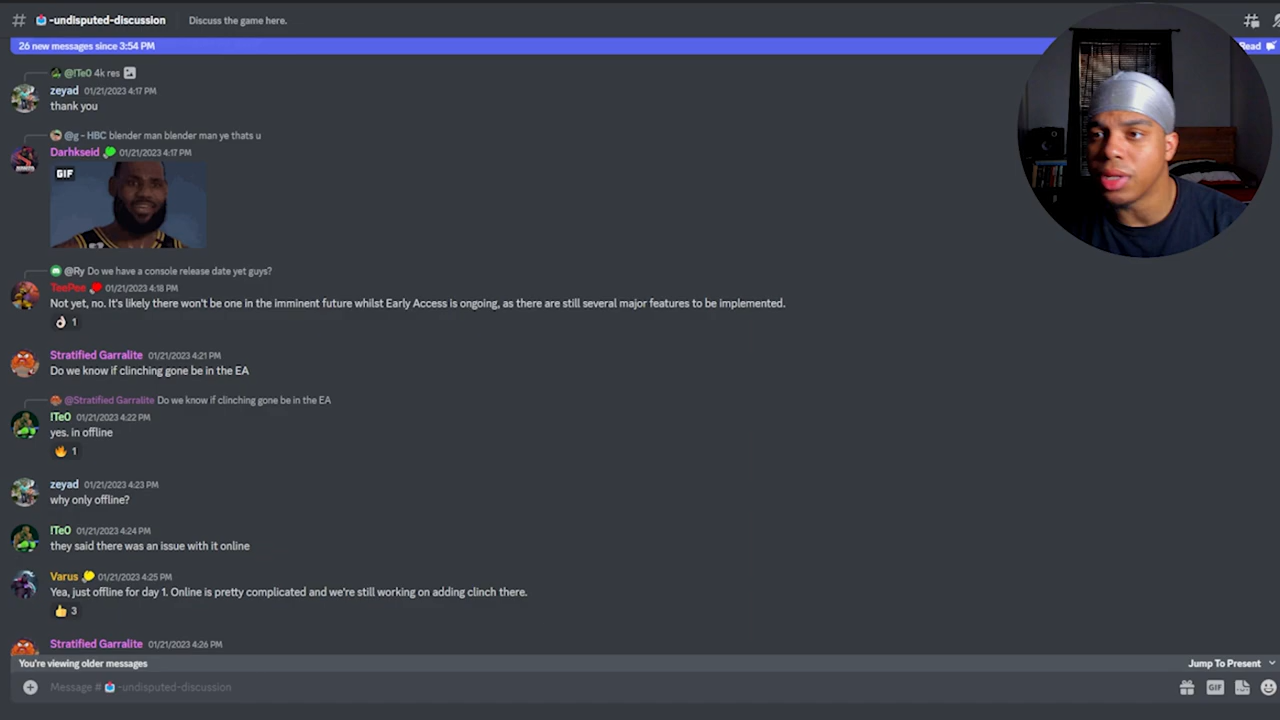 -undisputed-discussion
Discuss the game here.
26 new messages since 3:54 PM
Read
@!Te0 4k res
zeyad 01/21/2023 4:17 PM
thank you
@g - HBC blender man blender man ye thats u
Darhkseid 01/21/2023 4:17 PM
GIF
@Ry Do we have a console release date yet guys?
TeePee 01/21/2023 4:18 PM
Not yet, no. It's likely there won't be one in the imminent future whilst Early Access is ongoing, as there are still several major features to be implemented.
1
Stratified Garralite 01/21/2023 4:21 PM
Do we know if clinching gone be in the EA
@Stratified Garralite Do we know if clinching gone be in the EA
!Te0 01/21/2023 4:22 PM
yes. in offline
1
zeyad 01/21/2023 4:23 PM
why only offline?
!Te0 01/21/2023 4:24 PM
they said there was an issue with it online
Varus 01/21/2023 4:25 PM
Yea, just offline for day 1. Online is pretty complicated and we're still working on adding clinch there.
3
Stratified Garralite 01/21/2023 4:26 PM
You're viewing older messages
Jump To Present
Message # -undisputed-discussion
GIF